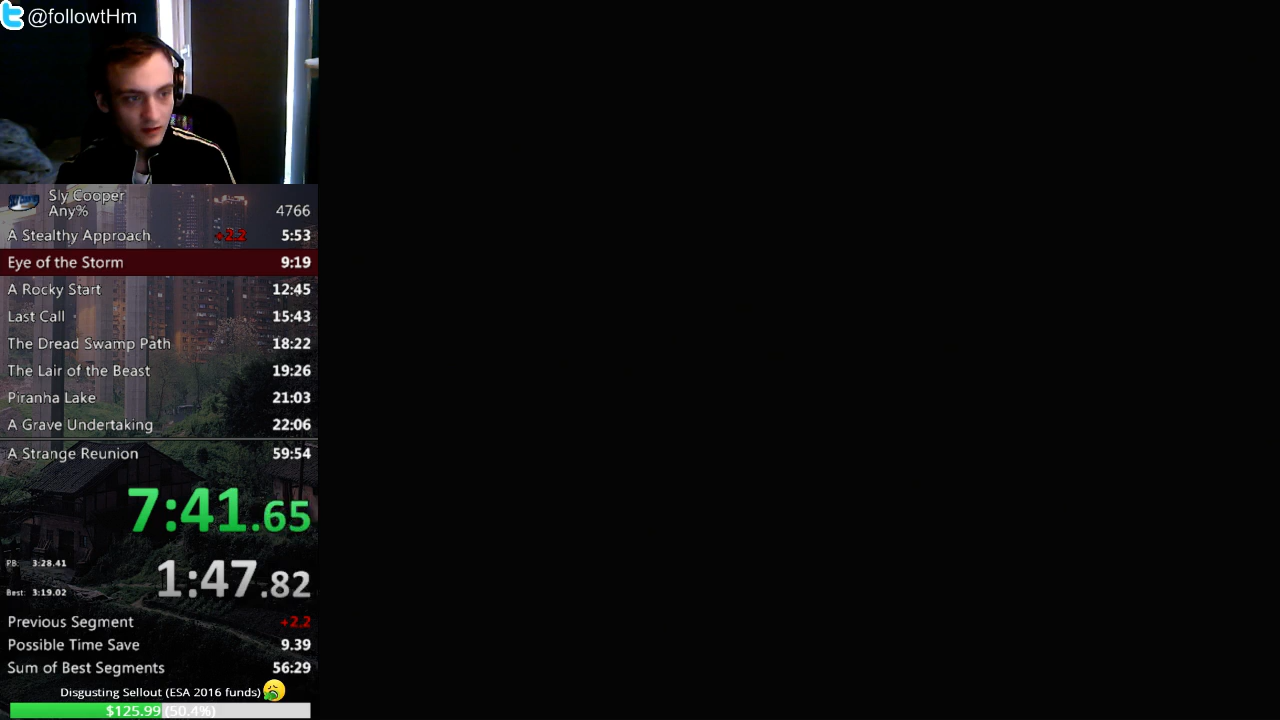 @followtHm
Sly Cooper
Any% 4766
A Stealthy Approach +2.2 5:53
Eye of the Storm 9:19
A Rocky Start 12:45
Last Call 15:43
The Dread Swamp Path 18:22
The Lair of the Beast 19:26
Piranha Lake 21:03
A Grave Undertaking 22:06
A Strange Reunion 59:54
7:41.65
PB: 3:28.41
1:47.82
Best: 3:19.02
Previous Segment +2.2
Possible Time Save 9.39
Sum of Best Segments 56:29
Disgusting Sellout (ESA 2016 funds)
$125.99 (50.4%)